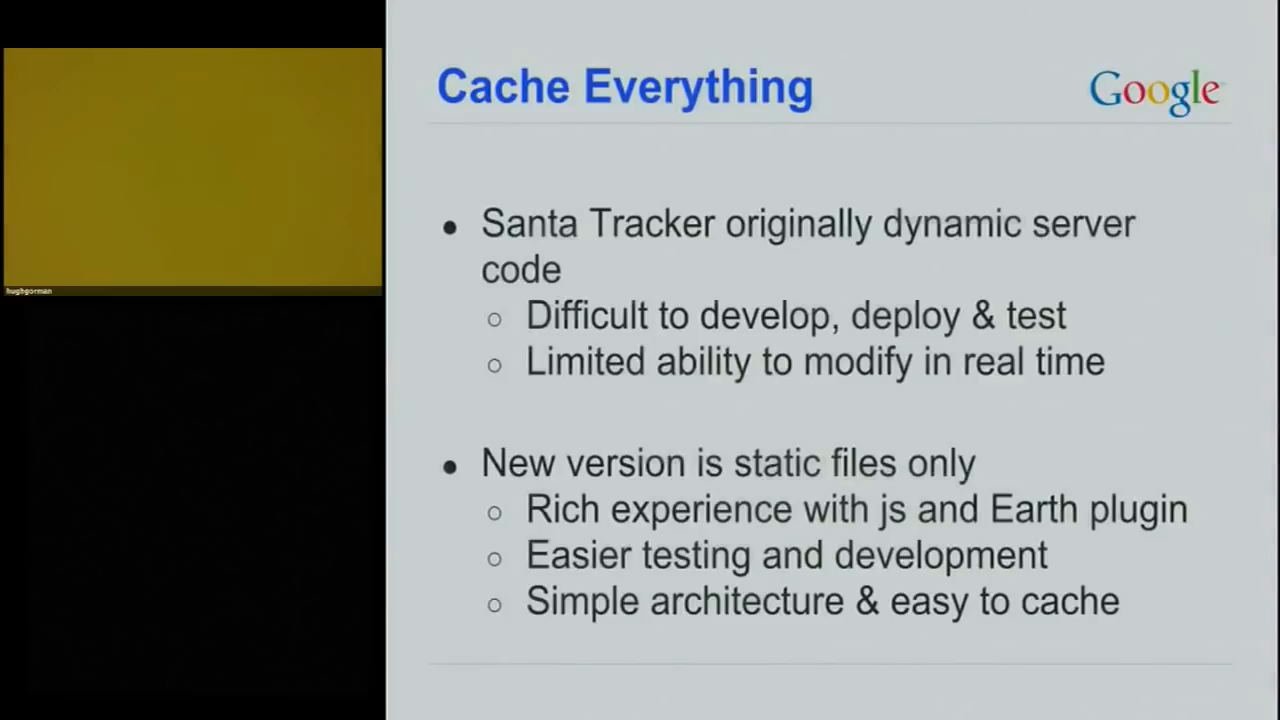 Cache Everything
Google
• Santa Tracker originally dynamic server
code
○ Difficult to develop, deploy & test
○ Limited ability to modify in real time
• New version is static files only
○ Rich experience with js and Earth plugin
○ Easier testing and development
○ Simple architecture & easy to cache
hughgorman